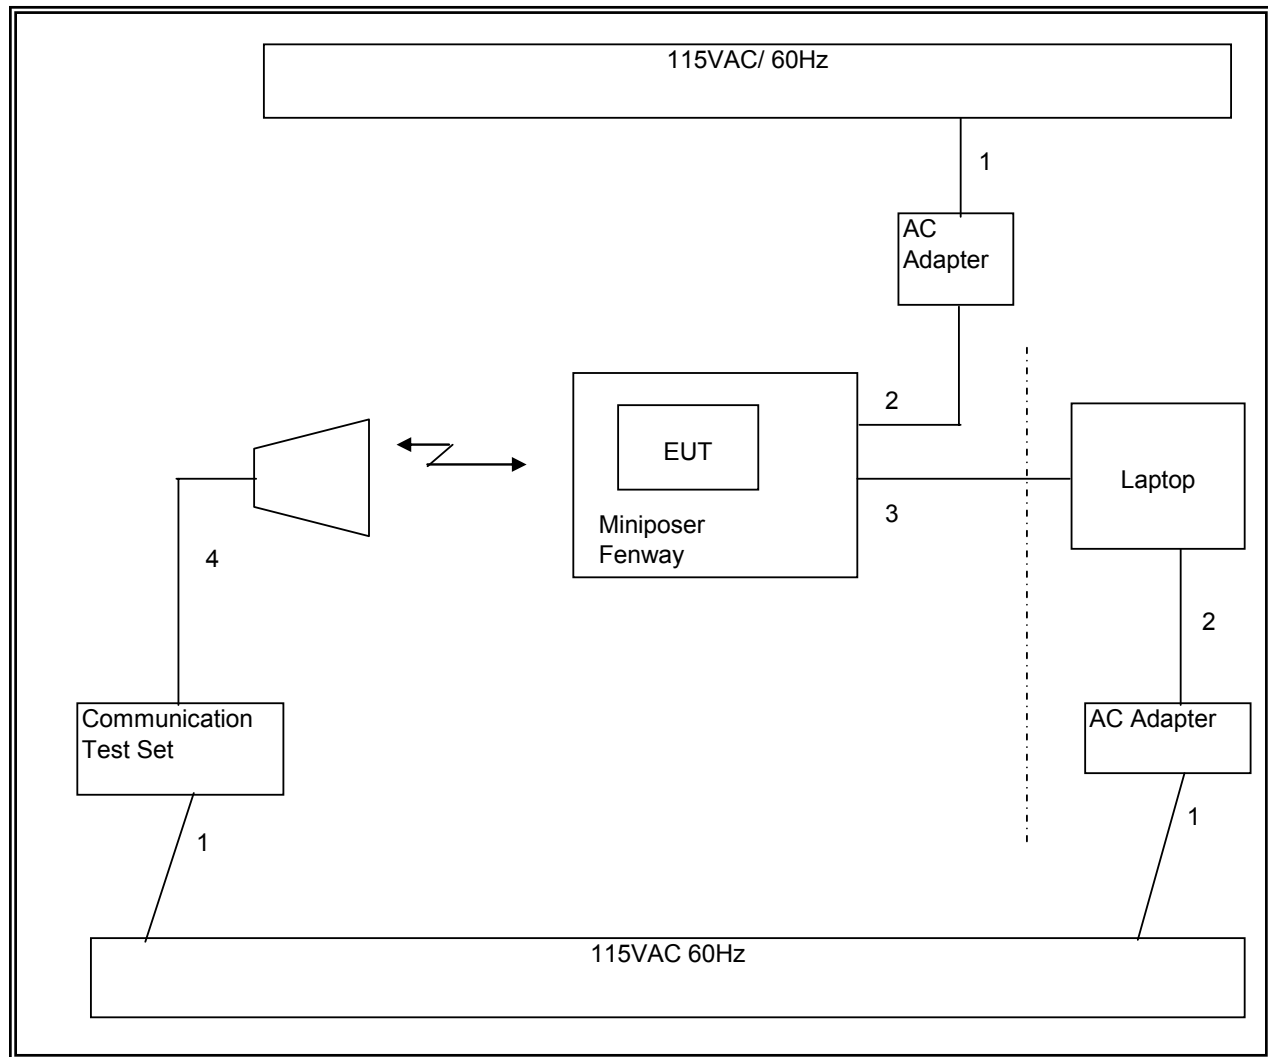 115VAC/ 60Hz
1
AC
Adapter
2
EUT
Laptop
3
Miniposer
Fenway
4
2
Communication
Test Set
AC Adapter
1
1
115VAC 60Hz